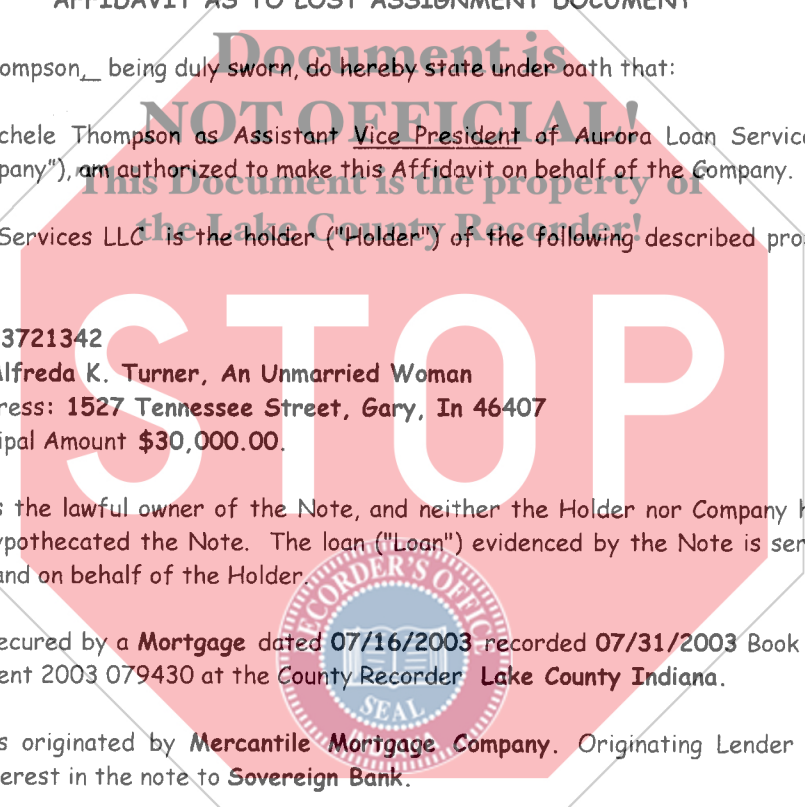 AFFIDAVIT AS TO LOST ASSIGNMENT DOCUMENT
Document is
ompson,_ being duly sworn, do hereby state under oath that:
NOT OFFICIAL!
chele Thompson as Assistant Vice President of Aurora Loan Servic
pany"), am authorized to make this Affidavit on behalf of the Company.
This Document is the property of
the Lake County Recorder!
Services LLC is the holder ("Holder") of the following described pro
STOP
3721342
Alfreda K. Turner, An Unmarried Woman
ress: 1527 Tennessee Street, Gary, In 46407
ipal Amount $30,000.00.
s the lawful owner of the Note, and neither the Holder nor Company h
ypothecated the Note. The loan ("Loan") evidenced by the Note is ser
and on behalf of the Holder.
RECORDER'S OFFIC
ecured by a Mortgage dated 07/16/2003 recorded 07/31/2003 Book
ent 2003 079430 at the County Recorder Lake County Indiana.
SEAL
s originated by Mercantile Mortgage Company. Originating Lender
erest in the note to Sovereign Bank.